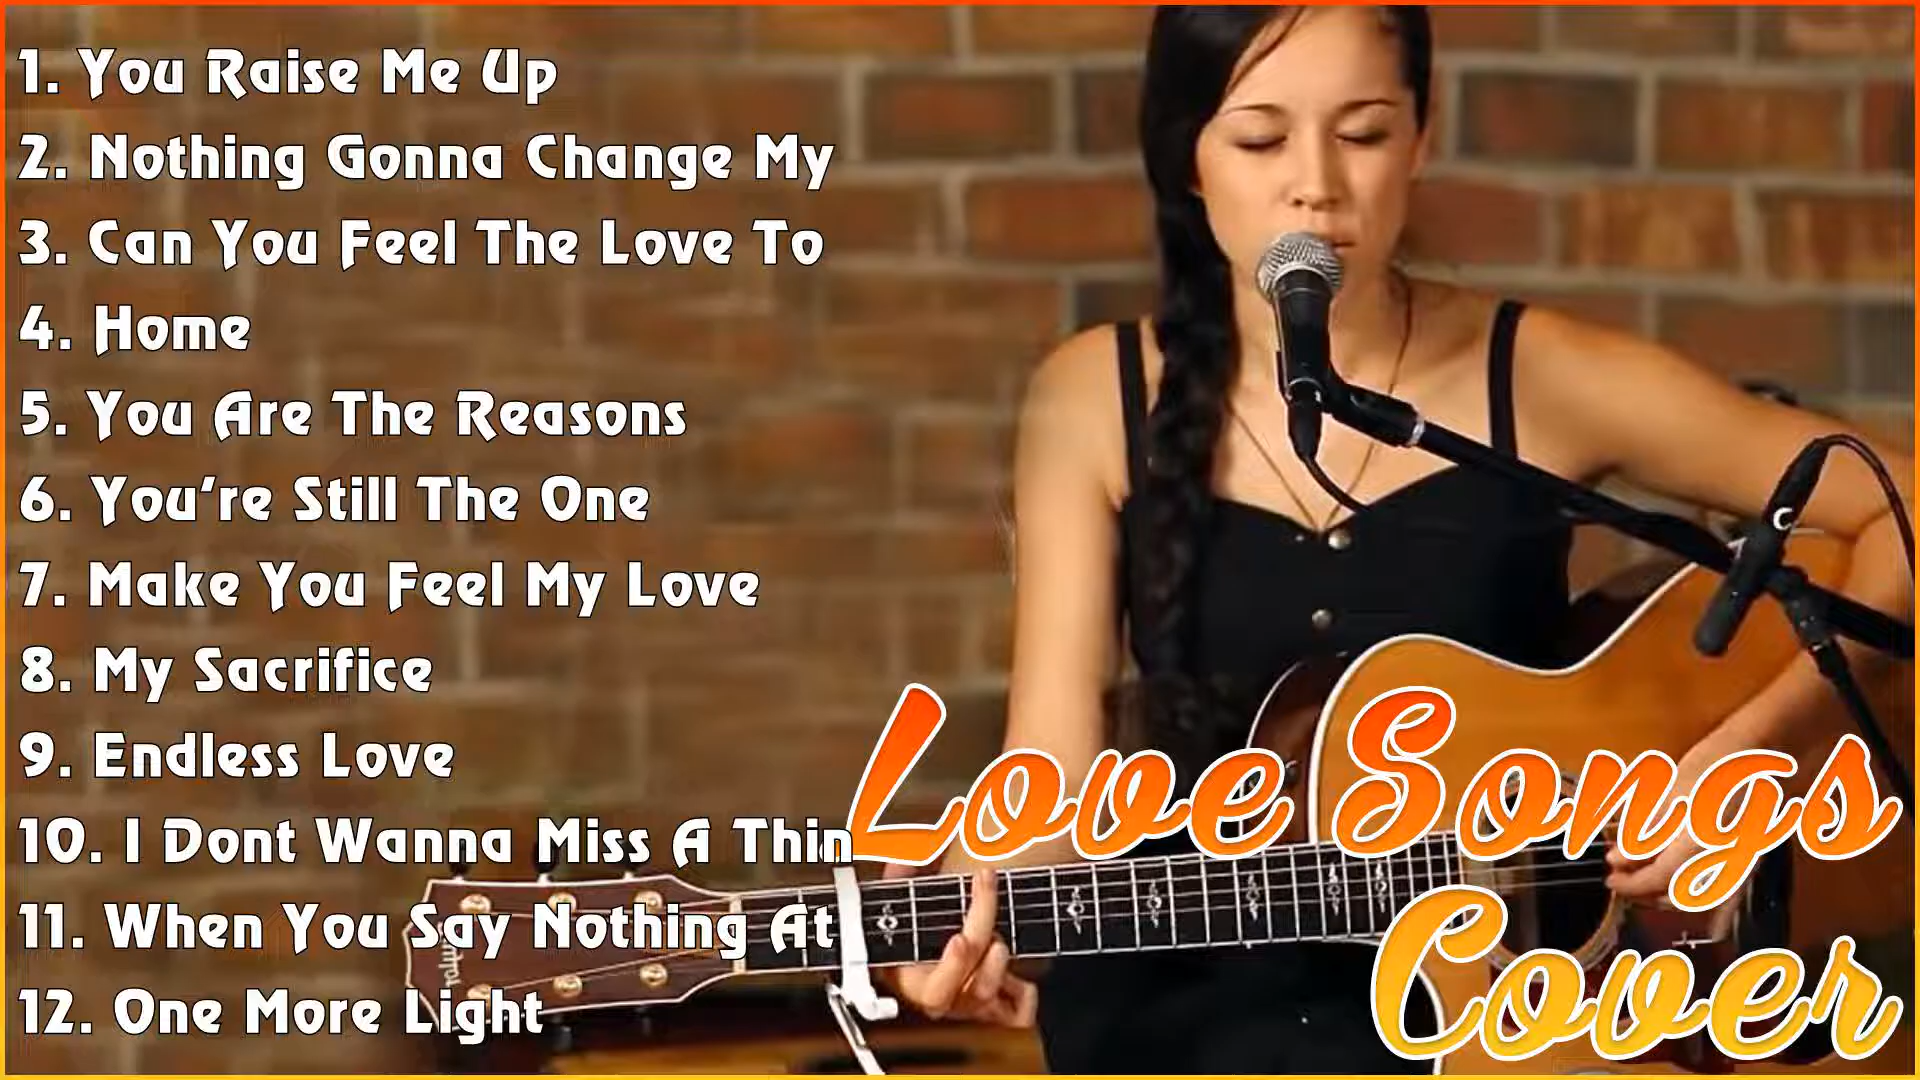 1. You Raise Me Up
2. Nothing Gonna Change My
3. Can You Feel The Love To
4. Home
5. You Are The Reasons
6. You're Still The One
7. Make You Feel My Love
8. My Sacrifice
9. Endless Love
10. I Dont Wanna Miss A Thin
11. When You Say Nothing At
12. One More Light
Love Songs
Cover